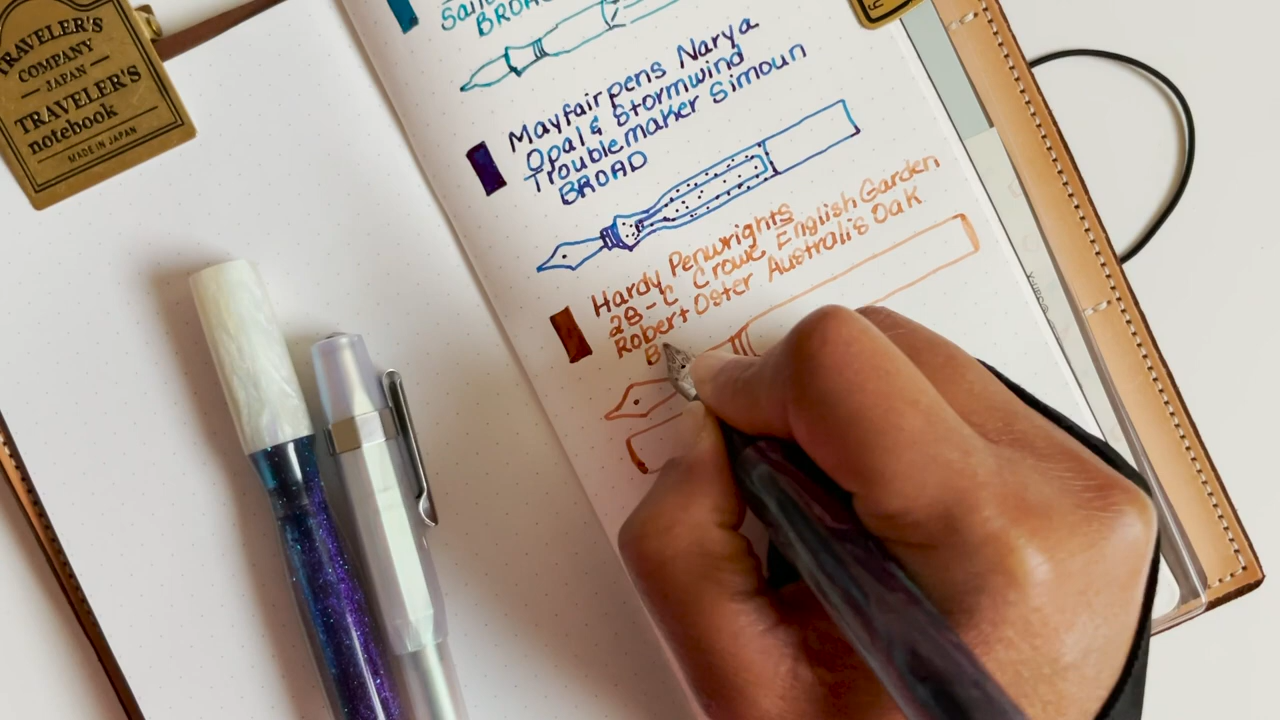 TRAVELER'S
COMPANY
JAPAN
TRAVELER'S
notebook
MADE IN JAPAN
BROAD
Mayfair pens Narya
Opal & Stormwind
Troublemaker Simoun
BROAD
Hardy Penwrights
28-C Crowe English Garden
Robert Oster Australis Oak